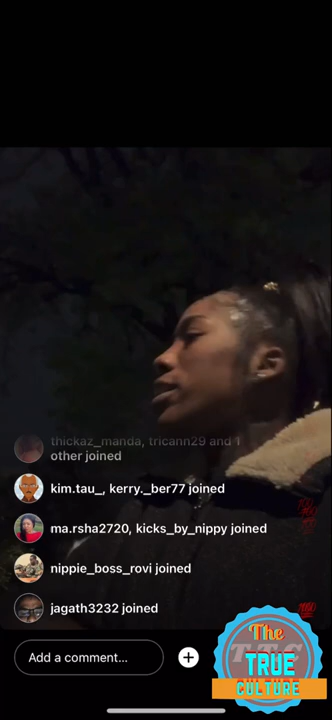 thickaz_manda, tricann29 and 1
other joined
kim.tau_, kerry._ber77 joined
ma.rsha2720, kicks_by_nippy joined
nippie_boss_rovi joined
jagath3232 joined
Add a comment...
The
TRUE
CULTURE